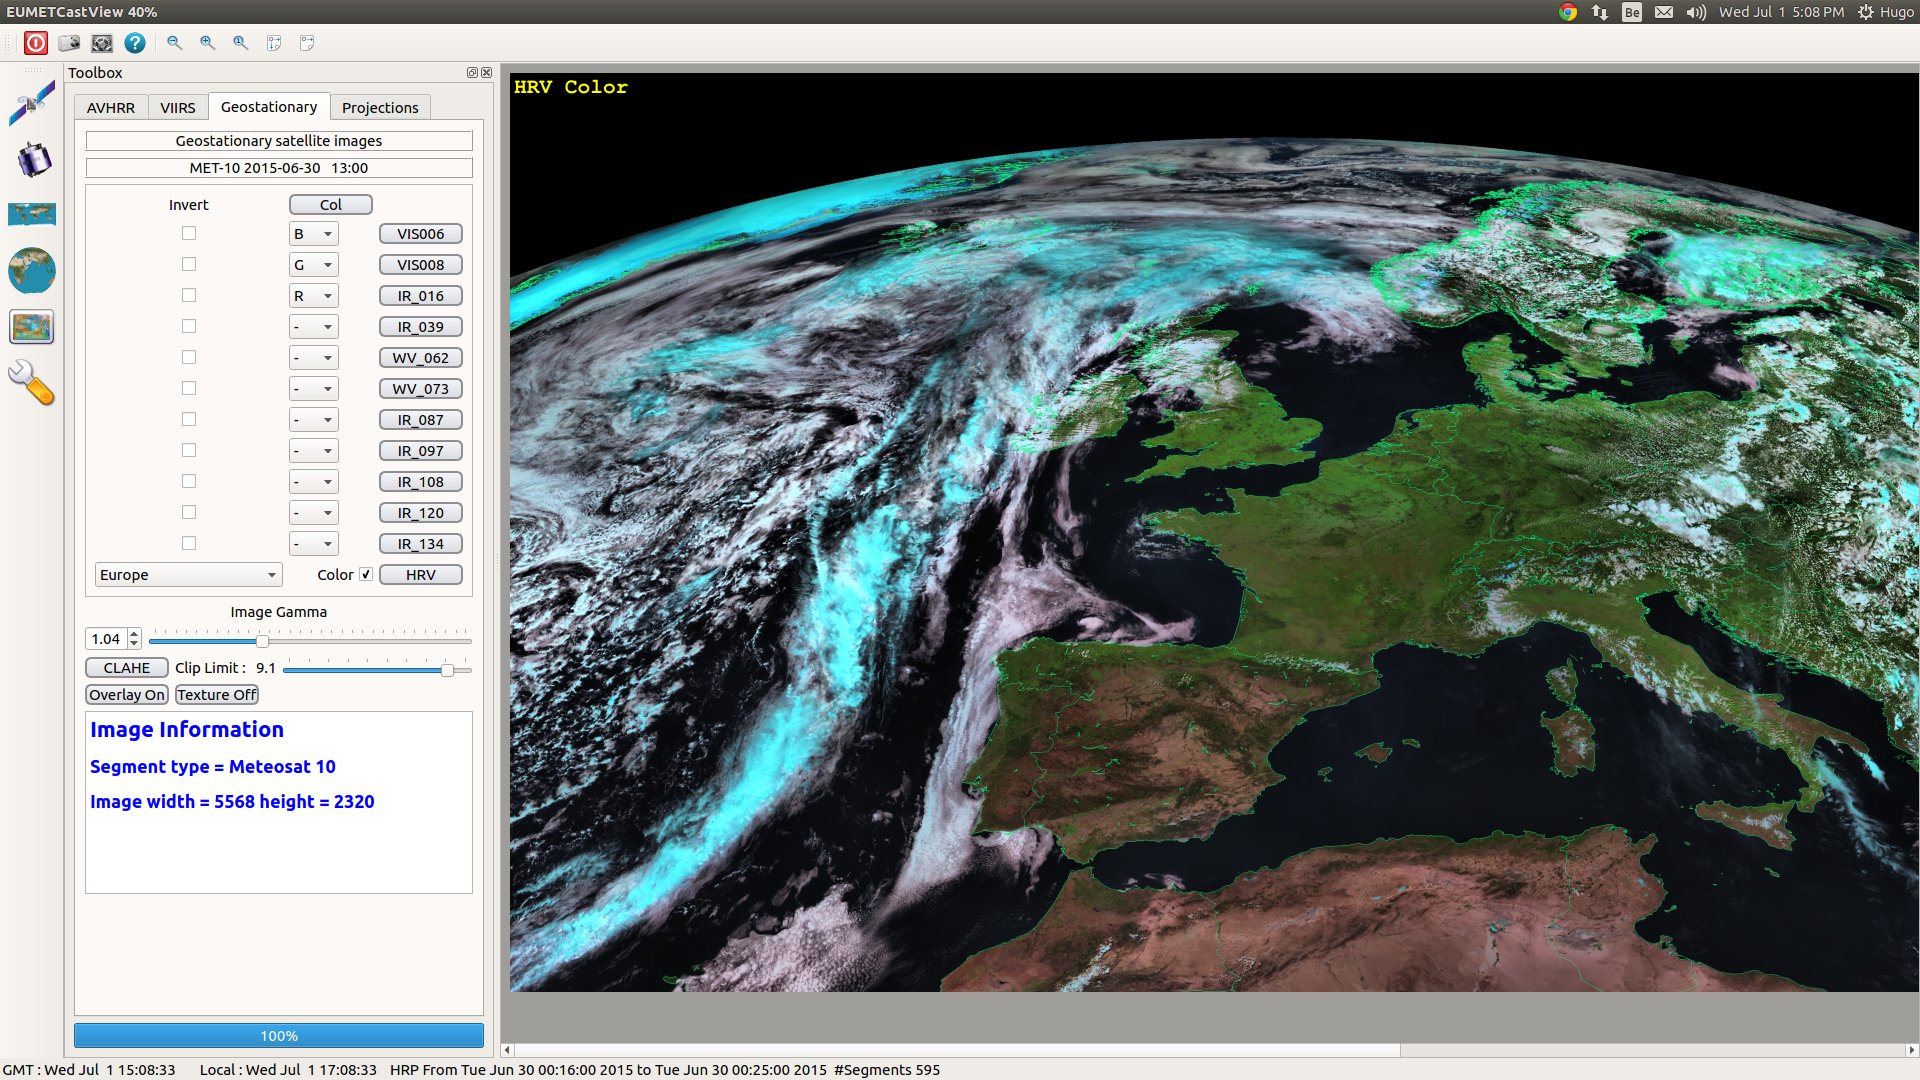 EUMETCastView 40%
Be
Wed Jul 1 5:08 PM
Hugo
Toolbox
AVHRR
VIIRS
Geostationary
Projections
Geostationary satellite images
MET-10 2015-06-30 13:00
Invert
Col
B
VIS006
G
VIS008
R
IR_016
-
IR_039
-
WV_062
-
WV_073
-
IR_087
-
IR_097
-
IR_108
-
IR_120
-
IR_134
Europe
Color
HRV
Image Gamma
1.04
CLAHE
Clip Limit : 9.1
Overlay On
Texture Off
Image Information
Segment type = Meteosat 10
Image width = 5568 height = 2320
100%
HRV Color
GMT : Wed Jul 1 15:08:33
Local : Wed Jul 1 17:08:33
HRP From Tue Jun 30 00:16:00 2015 to Tue Jun 30 00:25:00 2015 #Segments 595